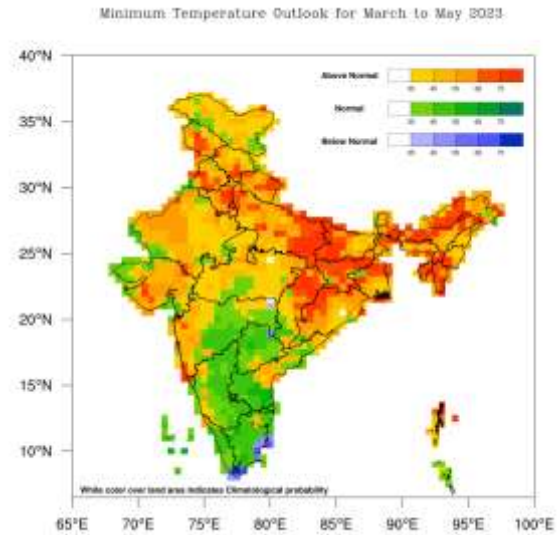 Minimum Temperature Outlook for March to May 2023
40°N
35°N
30°N
25°N
20°N
15°N
10°N
Above Normal
Normal
Below Normal
White color over land area indicates Climatological probability
65°E 70°E 75°E 80°E 85°E 90°E 95°E 100°E